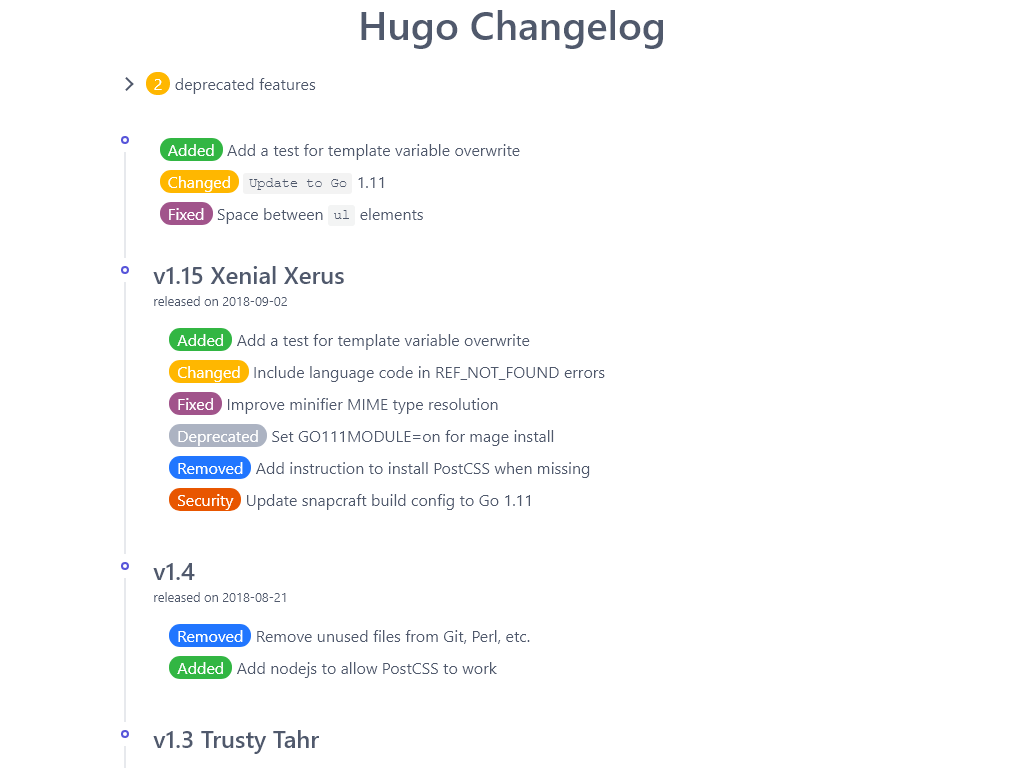 Hugo Changelog
2 deprecated features
Added Add a test for template variable overwrite
Changed Update to Go 1.11
Fixed Space between ul elements
v1.15 Xenial Xerus
released on 2018-09-02
Added Add a test for template variable overwrite
Changed Include language code in REF_NOT_FOUND errors
Fixed Improve minifier MIME type resolution
Deprecated Set GO111MODULE=on for mage install
Removed Add instruction to install PostCSS when missing
Security Update snapcraft build config to Go 1.11
v1.4
released on 2018-08-21
Removed Remove unused files from Git, Perl, etc.
Added Add nodejs to allow PostCSS to work
v1.3 Trusty Tahr